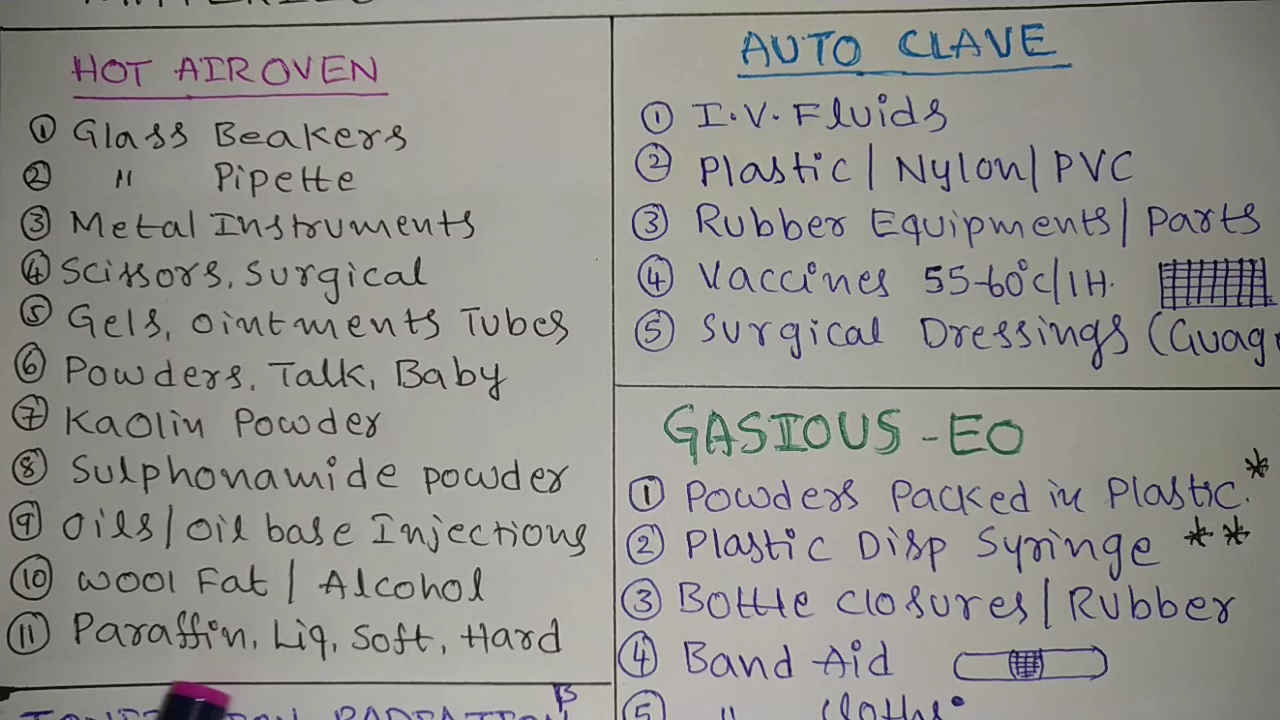 HOT AIR OVEN
① Glass Beakers
② " Pipette
③ Metal Instruments
④ Scissors, Surgical
⑤ Gels, Ointments Tubes
⑥ Powders, Talk, Baby
⑦ Kaolin Powder
⑧ Sulphonamide powder
⑨ Oils/Oil base Injections
⑩ Wool Fat / Alcohol
⑪ Paraffin, Liq, Soft, Hard
AUTO CLAVE
① I.V. Fluids
② Plastic / Nylon / PVC
③ Rubber Equipments / Parts
④ Vaccines 55-60°C/1H.
⑤ Surgical Dressings (Guag
GASIOUS - EO
① Powders Packed in Plastic.*
② Plastic Disp Syringe **
③ Bottle closures / Rubber
④ Band Aid
⑤ " Cloths